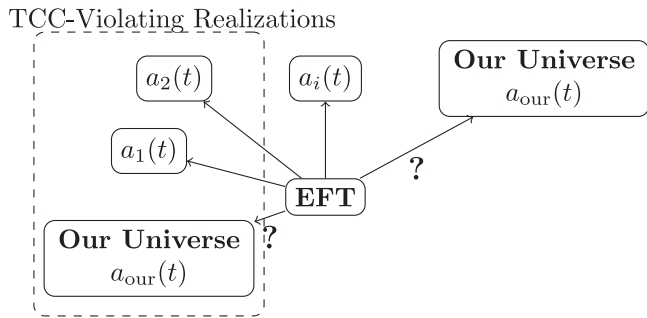 TCC-Violating Realizations
a_2(t)
a_i(t)
Our Universe
a_our(t)
a_1(t)
?
EFT
Our Universe
a_our(t)
?